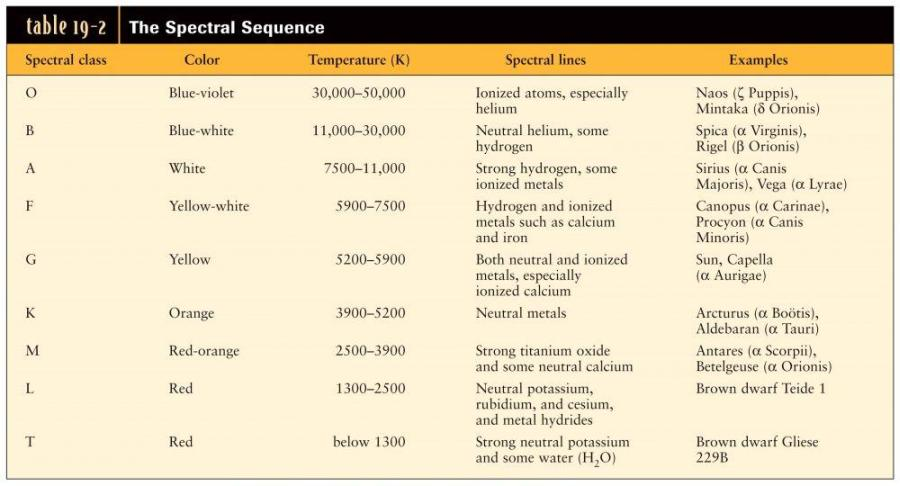 table 19-2 The Spectral Sequence
Spectral class Color Temperature (K) Spectral lines Examples
O Blue-violet 30,000–50,000 Ionized atoms, especially helium Naos (ζ Puppis), Mintaka (δ Orionis)
B Blue-white 11,000–30,000 Neutral helium, some hydrogen Spica (α Virginis), Rigel (β Orionis)
A White 7500–11,000 Strong hydrogen, some ionized metals Sirius (α Canis Majoris), Vega (α Lyrae)
F Yellow-white 5900–7500 Hydrogen and ionized metals such as calcium and iron Canopus (α Carinae), Procyon (α Canis Minoris)
G Yellow 5200–5900 Both neutral and ionized metals, especially ionized calcium Sun, Capella (α Aurigae)
K Orange 3900–5200 Neutral metals Arcturus (α Boötis), Aldebaran (α Tauri)
M Red-orange 2500–3900 Strong titanium oxide and some neutral calcium Antares (α Scorpii), Betelgeuse (α Orionis)
L Red 1300–2500 Neutral potassium, rubidium, and cesium, and metal hydrides Brown dwarf Teide 1
T Red below 1300 Strong neutral potassium and some water (H₂O) Brown dwarf Gliese 229B